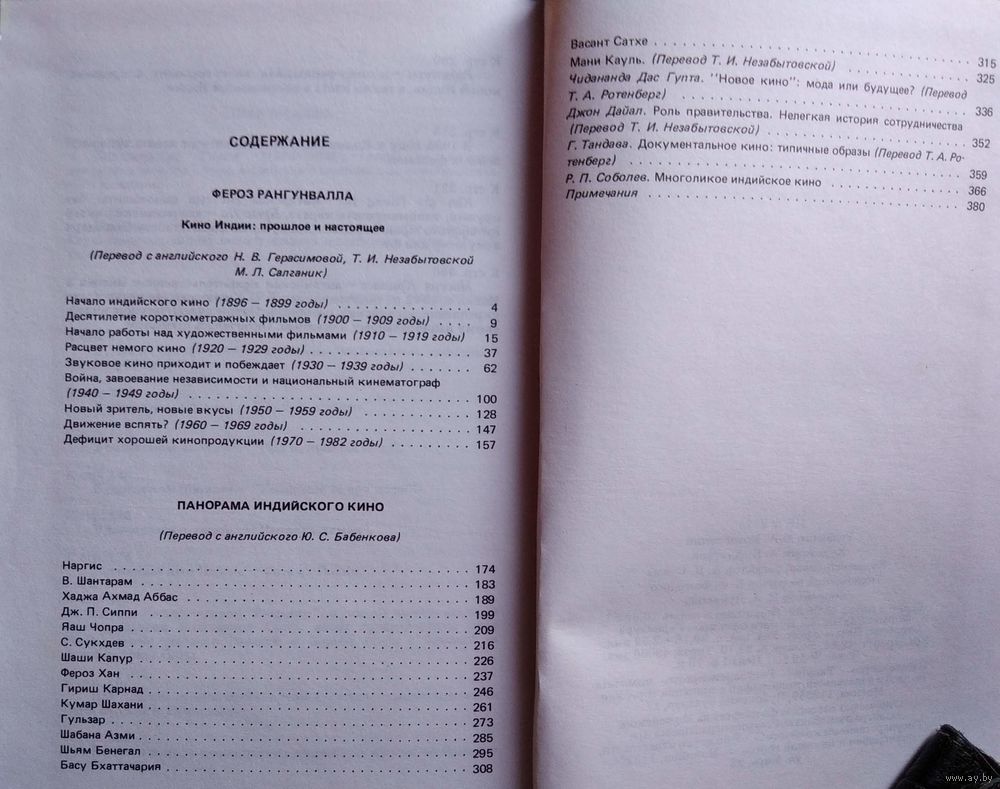 СОДЕРЖАНИЕ
ФЕРОЗ РАНГУНВАЛЛА
Кино Индии: прошлое и настоящее
(Перевод с английского Н. В. Герасимовой, Т. И. Незабытовской
М. Л. Салганик)
Начало индийского кино (1896 — 1899 годы) . . . . . . . . . . 4
Десятилетие короткометражных фильмов (1900 — 1909 годы) . . . . 9
Начало работы над художественными фильмами (1910 — 1919 годы) 15
Расцвет немого кино (1920 — 1929 годы) . . . . . . . . . . . . 37
Звуковое кино приходит и побеждает (1930 — 1939 годы) . . . . . . . 62
Война, завоевание независимости и национальный кинематограф
(1940 — 1949 годы) . . . . . . . . . . . . . . . . . . . . 100
Новый зритель, новые вкусы (1950 — 1959 годы) . . . . . . . . . 128
Движение вспять? (1960 — 1969 годы) . . . . . . . . . . . . . 147
Дефицит хорошей кинопродукции (1970 — 1982 годы) . . . . . . . . 157
ПАНОРАМА ИНДИЙСКОГО КИНО
(Перевод с английского Ю. С. Бабенкова)
Наргис . . . . . . . . . . . . . . . . . . . . 174
В. Шантарам . . . . . . . . . . . . . . . . . . . . 183
Хаджа Ахмад Аббас . . . . . . . . . . . . . . . . . . . . 189
Дж. П. Сиппи . . . . . . . . . . . . . . . . . . . . 199
Яаш Чопра . . . . . . . . . . . . . . . . . . . . 209
С. Сукхдев . . . . . . . . . . . . . . . . . . . . 216
Шаши Капур . . . . . . . . . . . . . . . . . . . . 226
Фероз Хан . . . . . . . . . . . . . . . . . . . . 237
Гириш Карнад . . . . . . . . . . . . . . . . . . . . 246
Кумар Шахани . . . . . . . . . . . . . . . . . . . . 261
Гульзар . . . . . . . . . . . . . . . . . . . . 273
Шабана Азми . . . . . . . . . . . . . . . . . . . . 285
Шьям Бенегал . . . . . . . . . . . . . . . . . . . . 295
Басу Бхаттачария . . . . . . . . . . . . . . . . . . . . 308
Васант Сатхе . . . . . . . . . . . . . . . . . . . . 315
Мани Кауль. (Перевод Т. И. Незабытовской) . . . . . . . . . . 325
Чидананда Дас Гупта. "Новое кино": мода или будущее? (Перевод
Т. А. Ротенберг) . . . . . . . . . . . . . . . . . . . . 336
Джон Дайал. Роль правительства. Нелегкая история сотрудничества
(Перевод Т. И. Незабытовской) . . . . . . . . . . . . . . . 352
Г. Тандава. Документальное кино: типичные образы (Перевод Т. А. Ро-
тенберг) . . . . . . . . . . . . . . . . . . . . 359
Р. П. Соболев. Многоликое индийское кино . . . . . . . . . . 366
Примечания . . . . . . . . . . . . . . . . . . . . 380
www.ay.by